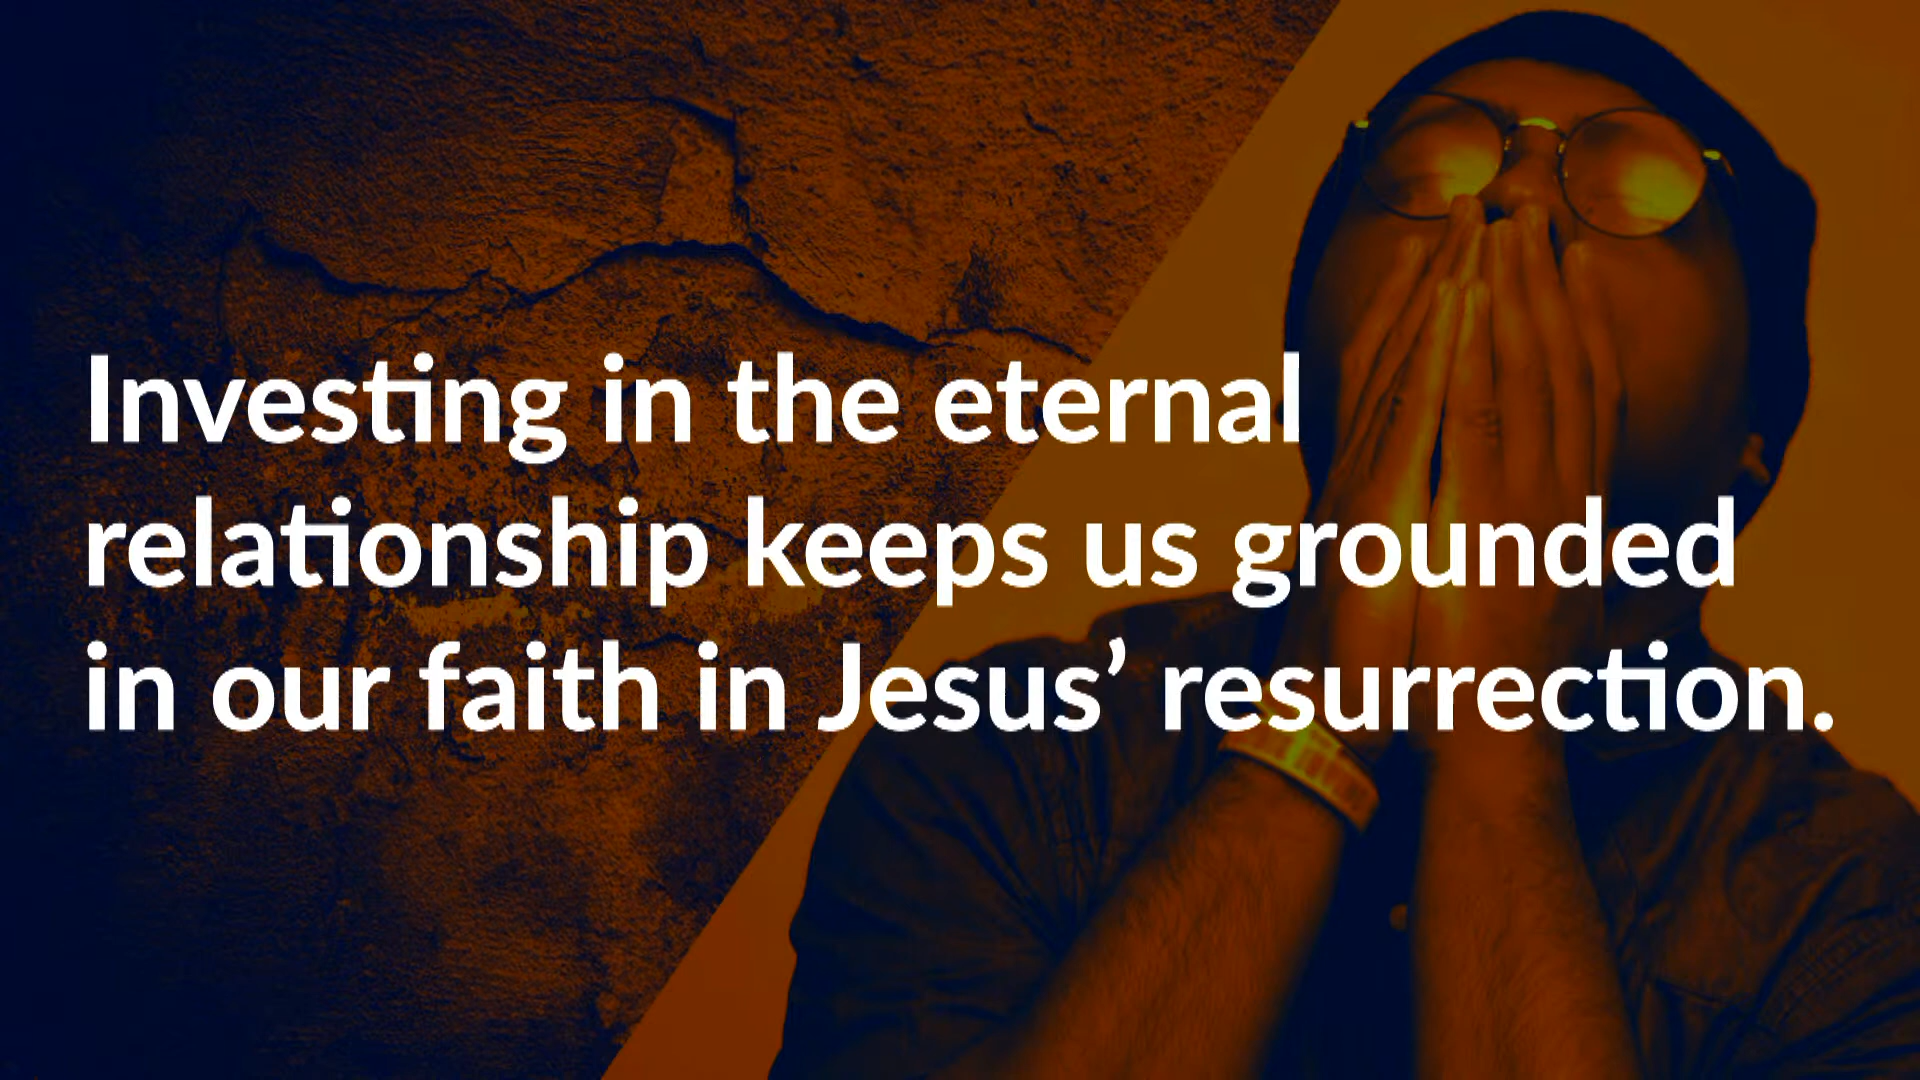 Investing in the eternal
relationship keeps us grounded
in our faith in Jesus’ resurrection.